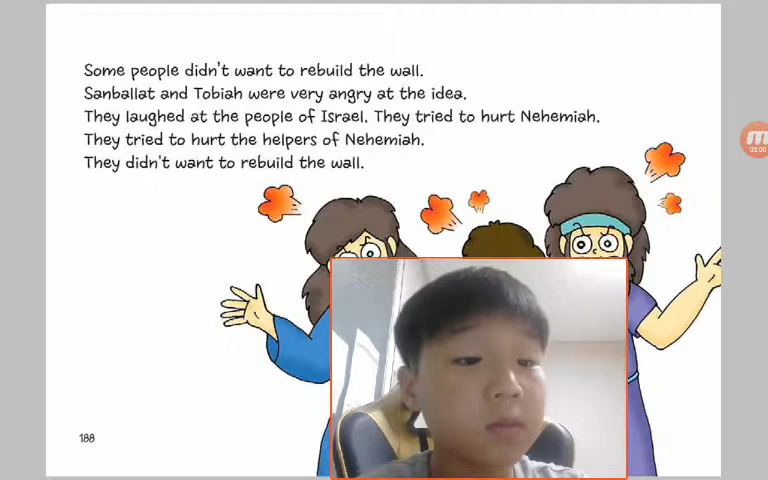 Some people didn't want to rebuild the wall.
Sanballat and Tobiah were very angry at the idea.
They laughed at the people of Israel. They tried to hurt Nehemiah.
They tried to hurt the helpers of Nehemiah.
They didn't want to rebuild the wall.
188
03:00